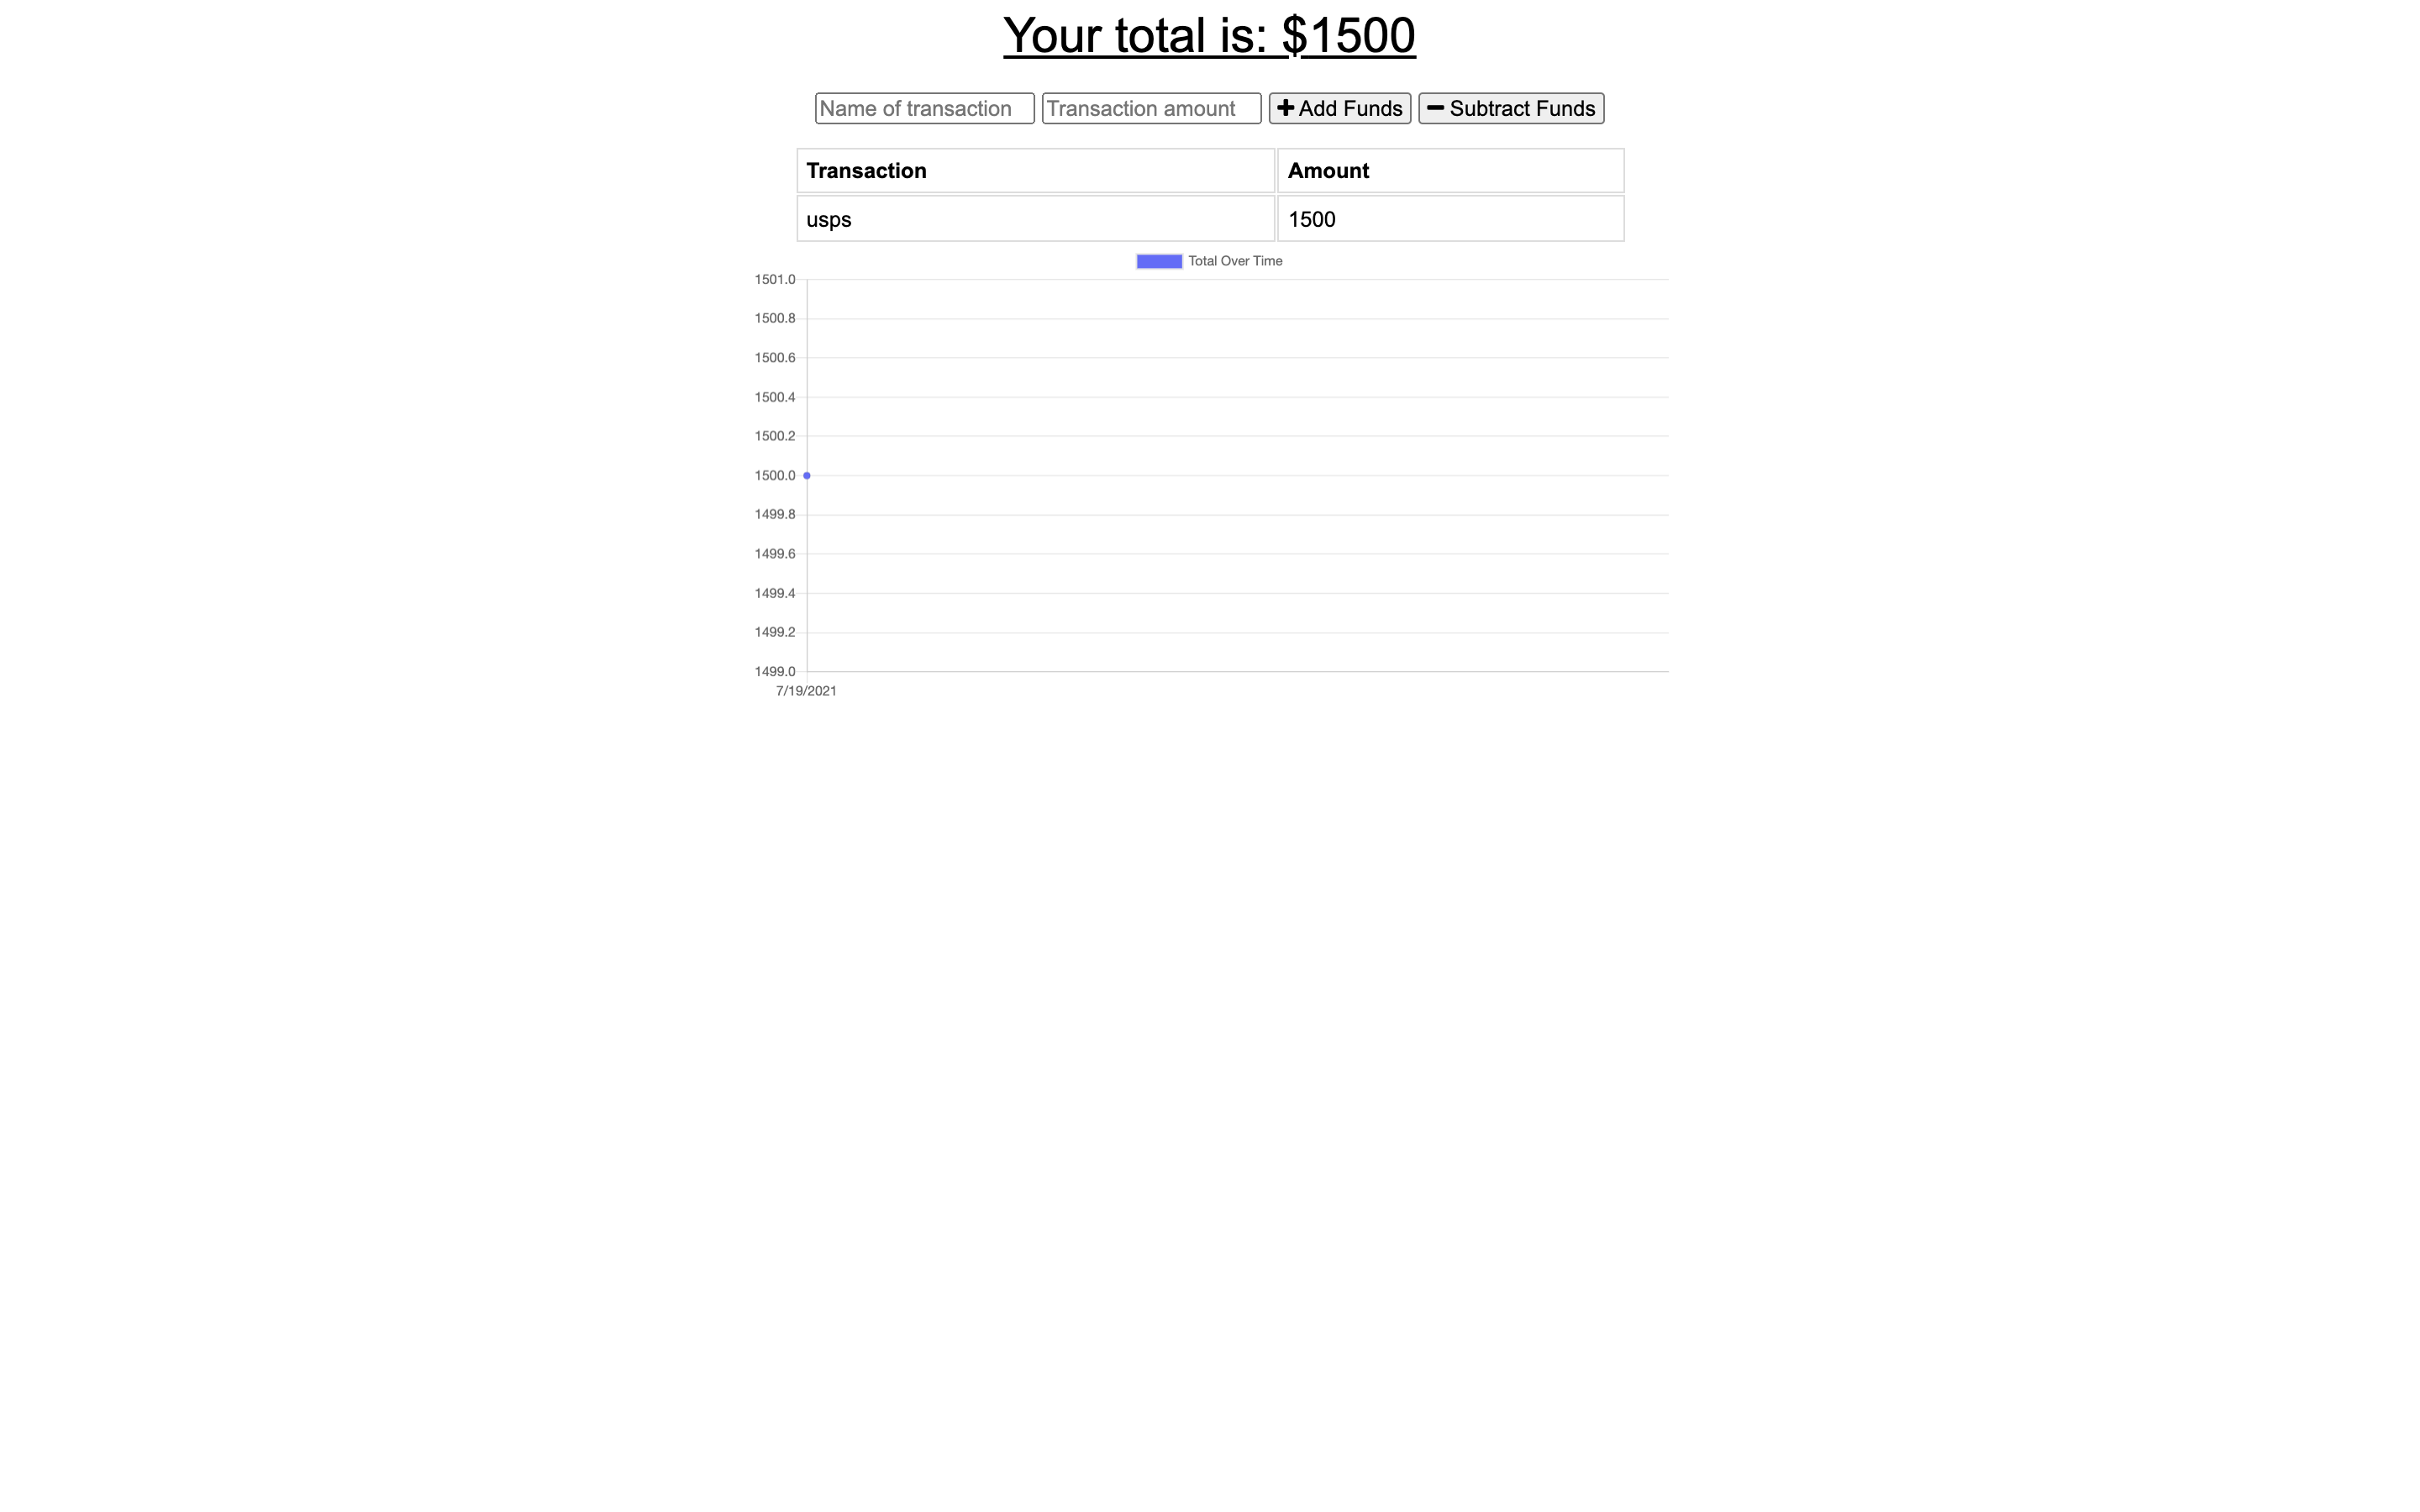 Your total is: $1500
Name of transaction Transaction amount Add Funds Subtract Funds
Transaction Amount
usps 1500
Total Over Time
1501.0
1500.8
1500.6
1500.4
1500.2
1500.0
1499.8
1499.6
1499.4
1499.2
1499.0
7/19/2021